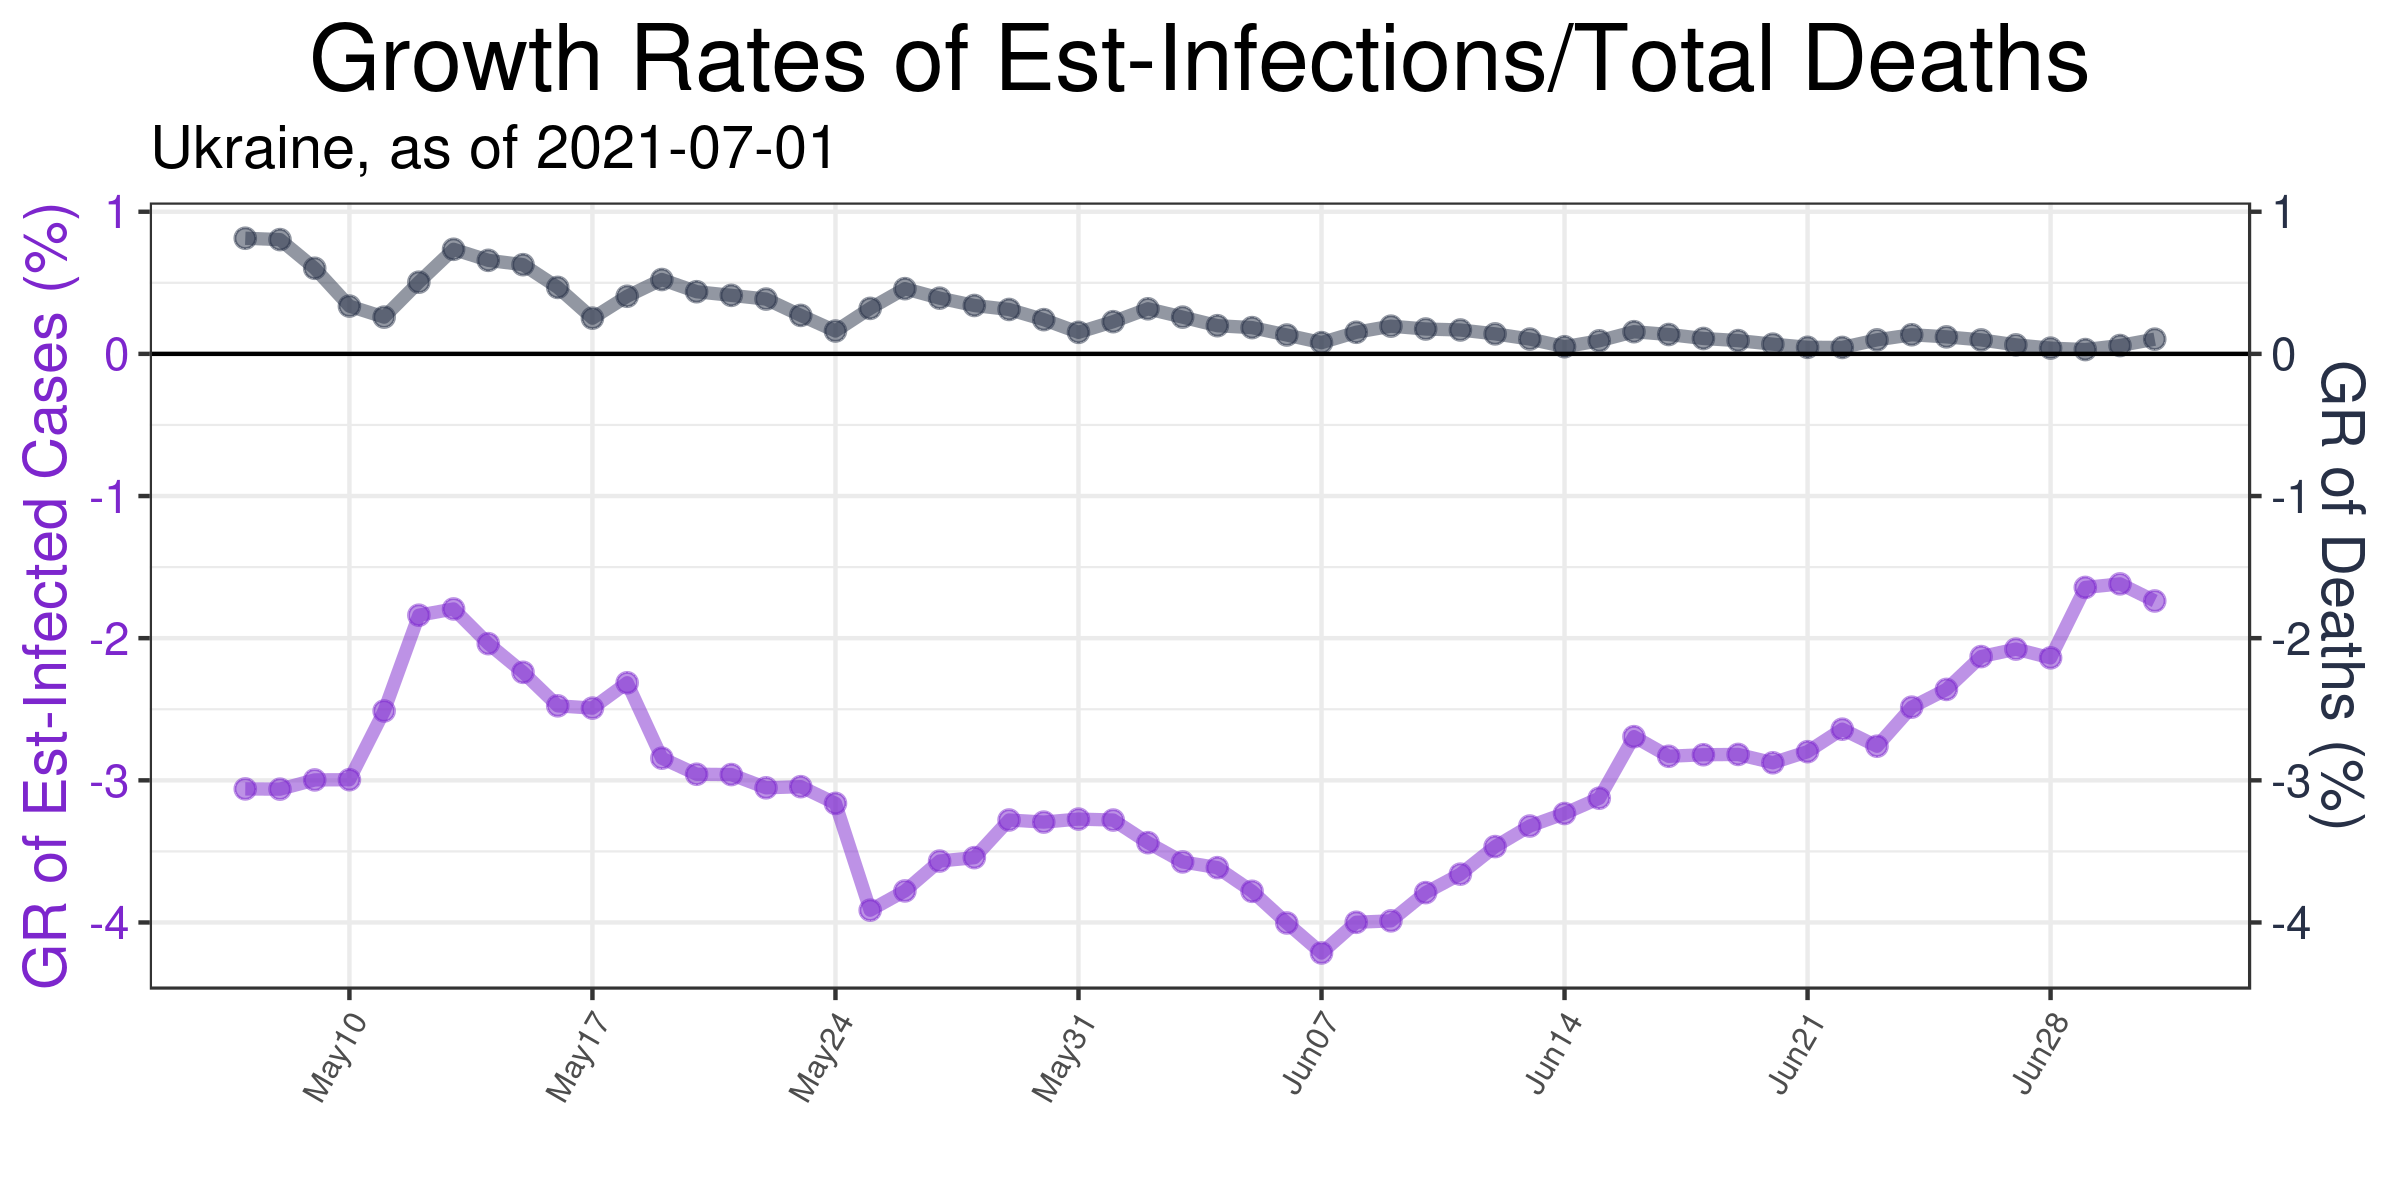 Growth Rates of Est-Infections/Total Deaths
Ukraine, as of 2021-07-01
GR of Est-Infected Cases (%)
1
0
-1
-2
-3
-4
1
0
-1
-2
-3
-4
GR of Deaths (%)
May10
May17
May24
May31
Jun07
Jun14
Jun21
Jun28